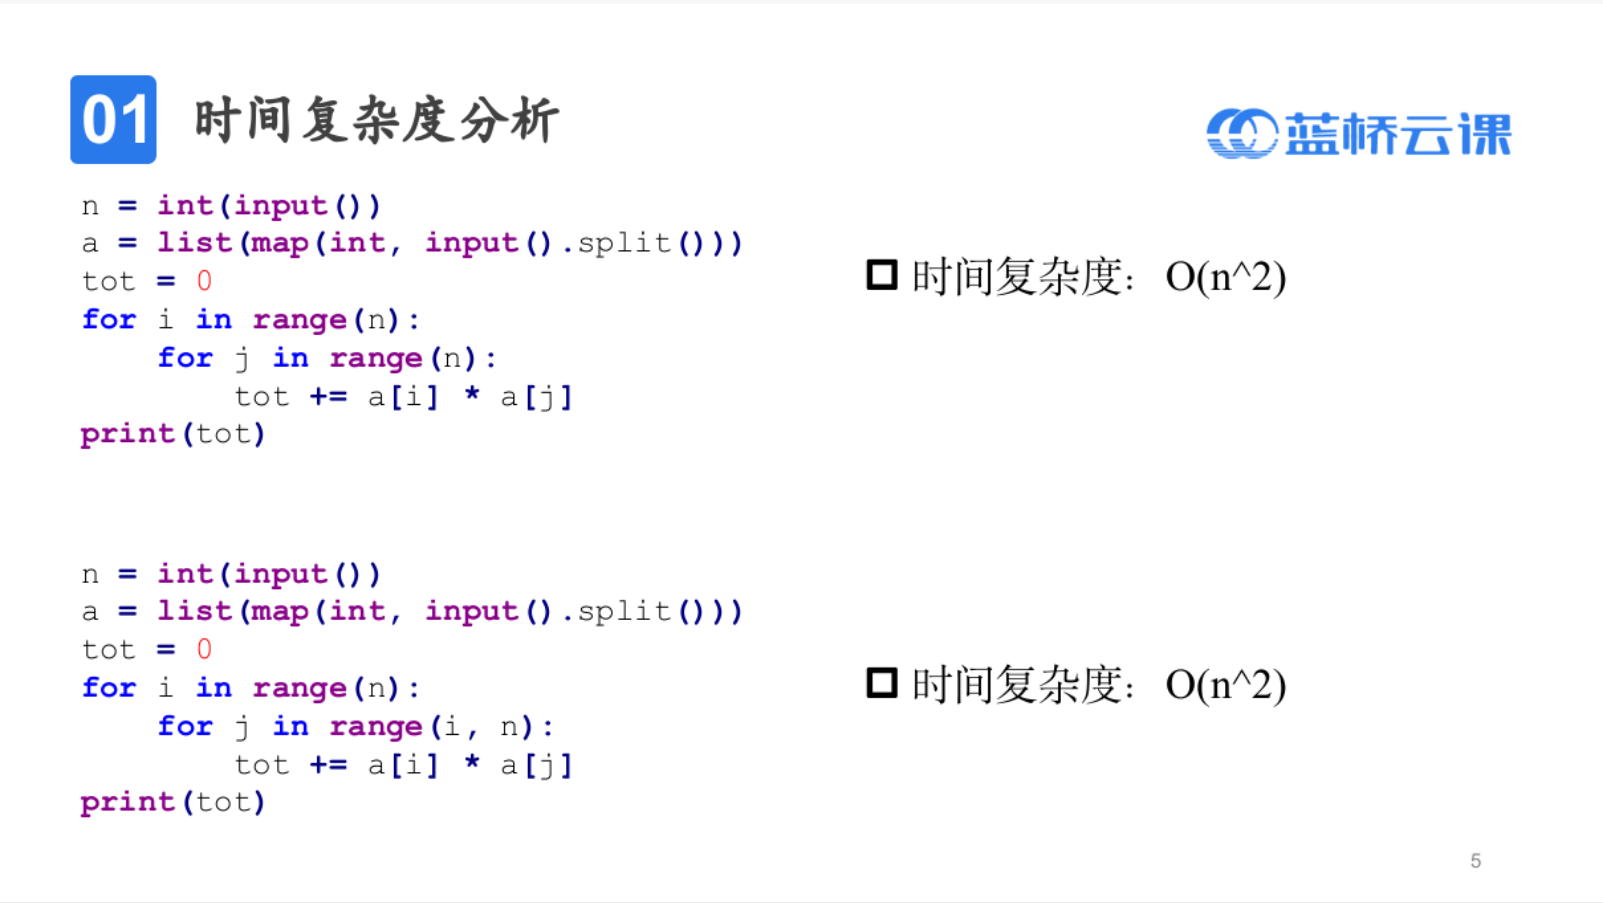 01 时间复杂度分析
蓝桥云课
n = int(input())
a = list(map(int, input().split()))
tot = 0
for i in range(n):
    for j in range(n):
        tot += a[i] * a[j]
print(tot)
时间复杂度：O(n^2)
n = int(input())
a = list(map(int, input().split()))
tot = 0
for i in range(n):
    for j in range(i, n):
        tot += a[i] * a[j]
print(tot)
时间复杂度：O(n^2)
5